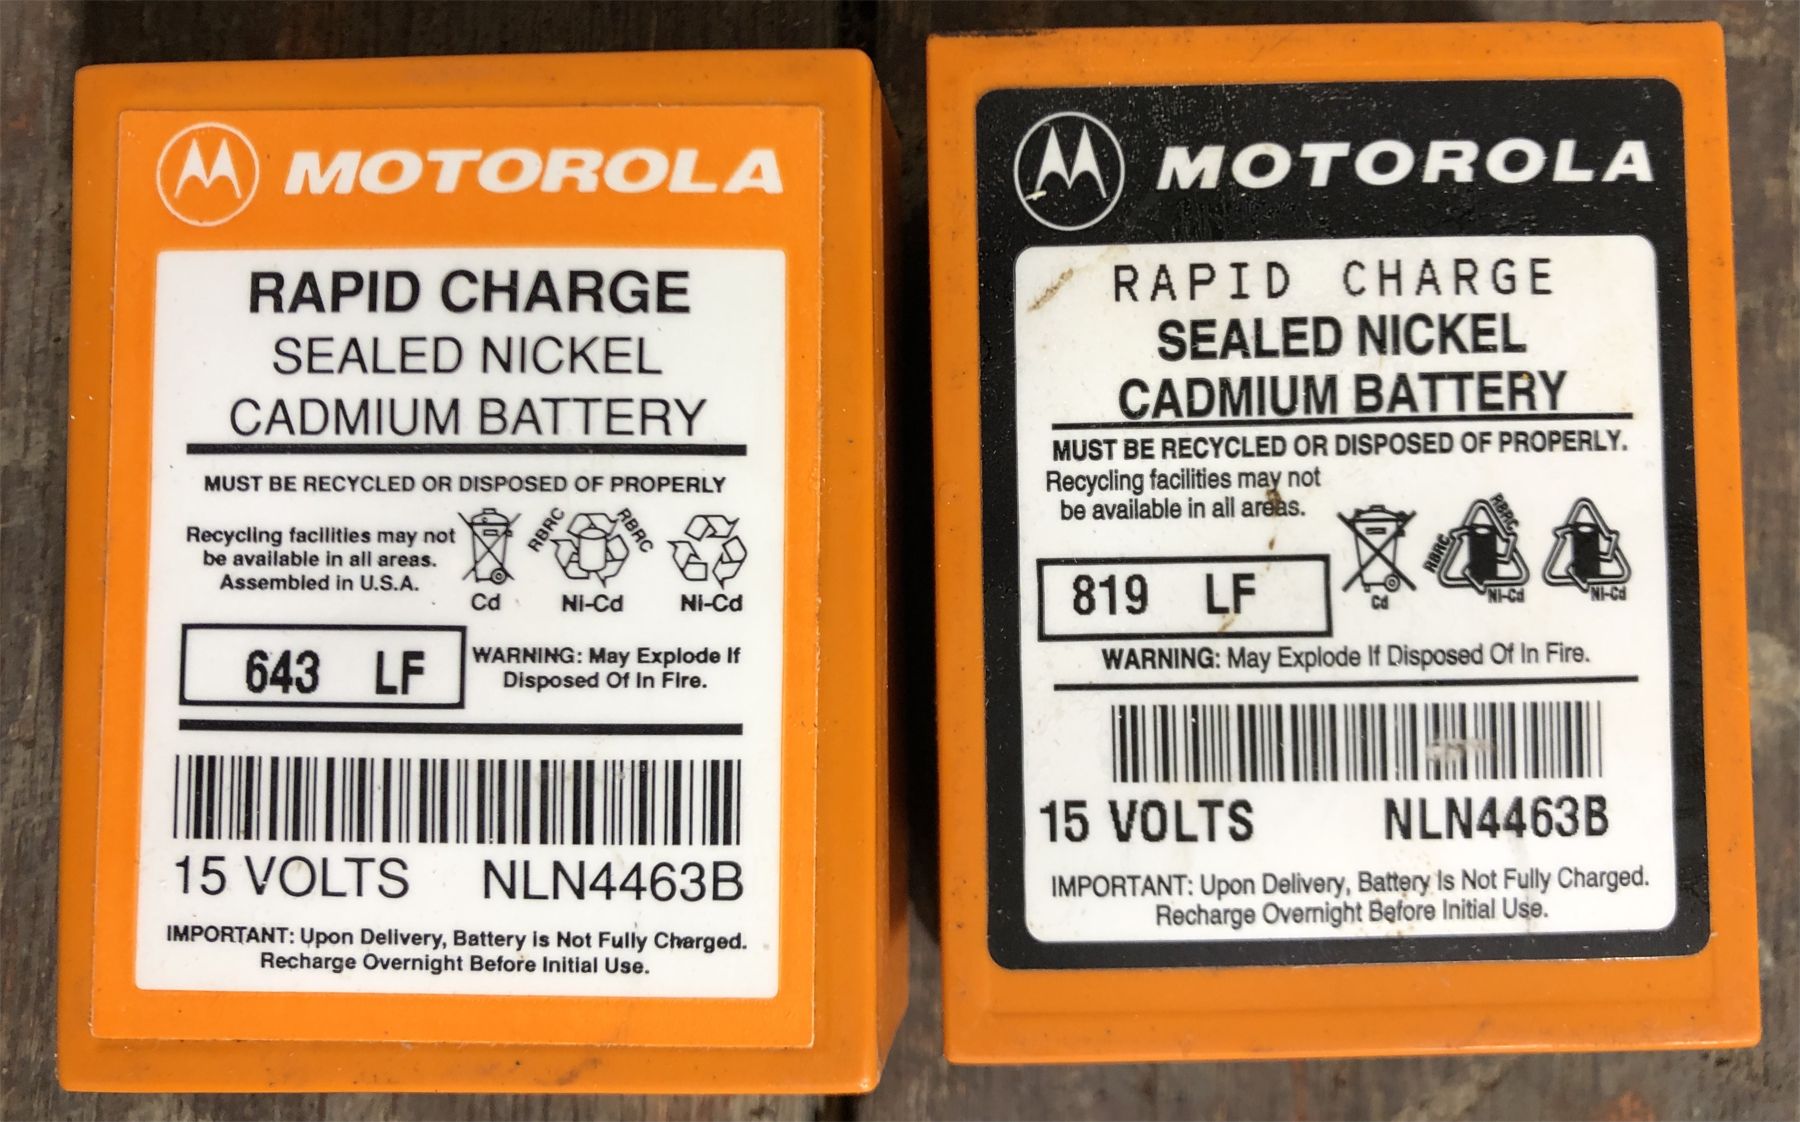 MOTOROLA
RAPID CHARGE
SEALED NICKEL
CADMIUM BATTERY
MUST BE RECYCLED OR DISPOSED OF PROPERLY
Recycling facilities may not
be available in all areas.
Assembled in U.S.A.
RBRC RBRC
Cd Ni-Cd Ni-Cd
643 LF
WARNING: May Explode If
Disposed Of In Fire.
15 VOLTS NLN4463B
IMPORTANT: Upon Delivery, Battery is Not Fully Charged.
Recharge Overnight Before Initial Use.
MOTOROLA
RAPID CHARGE
SEALED NICKEL
CADMIUM BATTERY
MUST BE RECYCLED OR DISPOSED OF PROPERLY.
Recycling facilities may not
be available in all areas.
RBRC RBRC
Cd Ni-Cd Ni-Cd
819 LF
WARNING: May Explode If Disposed Of In Fire.
15 VOLTS NLN4463B
IMPORTANT: Upon Delivery, Battery Is Not Fully Charged.
Recharge Overnight Before Initial Use.